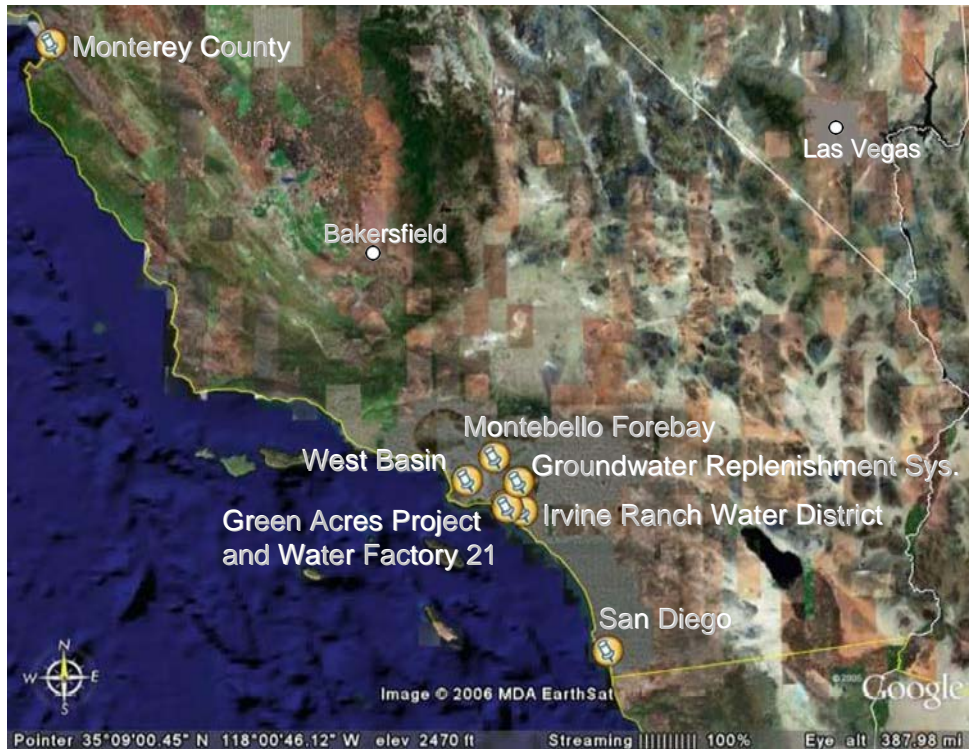 Monterey County
Las Vegas
Bakersfield
Montebello Forebay
West Basin
Groundwater Replenishment Sys.
Green Acres Project
and Water Factory 21
Irvine Ranch Water District
San Diego
N
W E
S
Image © 2006 MDA EarthSat
© 2005 Google
Pointer 35°09'00.45" N 118°00'46.12" W elev 2470 ft Streaming ||||||||| 100% Eye alt 387.98 mi